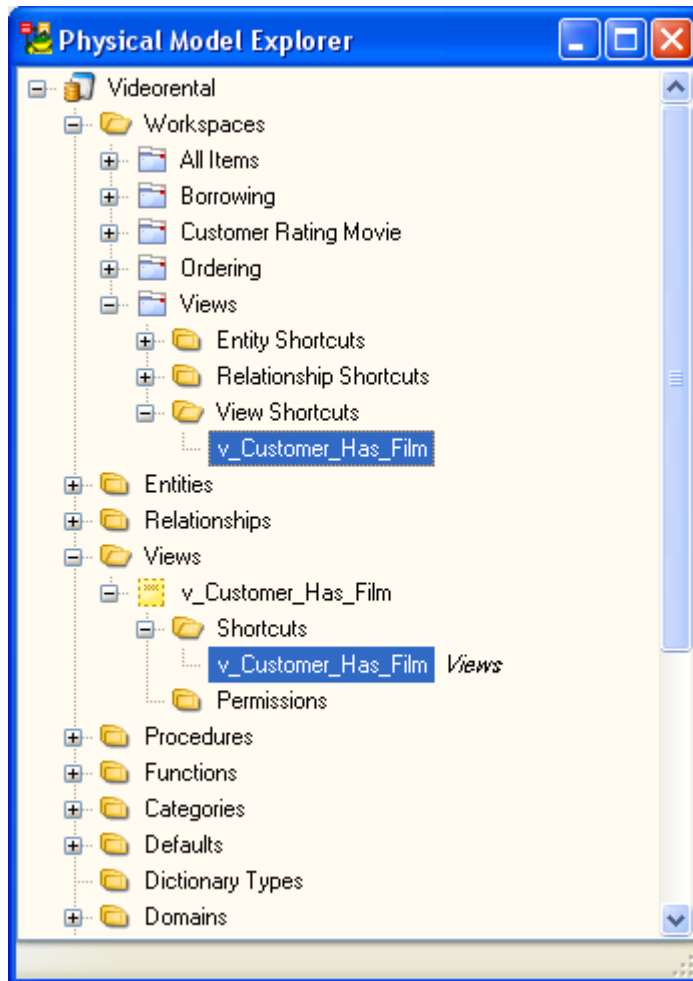 Physical Model Explorer
Videorental
Workspaces
All Items
Borrowing
Customer Rating Movie
Ordering
Views
Entity Shortcuts
Relationship Shortcuts
View Shortcuts
v_Customer_Has_Film
Entities
Relationships
Views
v_Customer_Has_Film
Shortcuts
v_Customer_Has_Film Views
Permissions
Procedures
Functions
Categories
Defaults
Dictionary Types
Domains